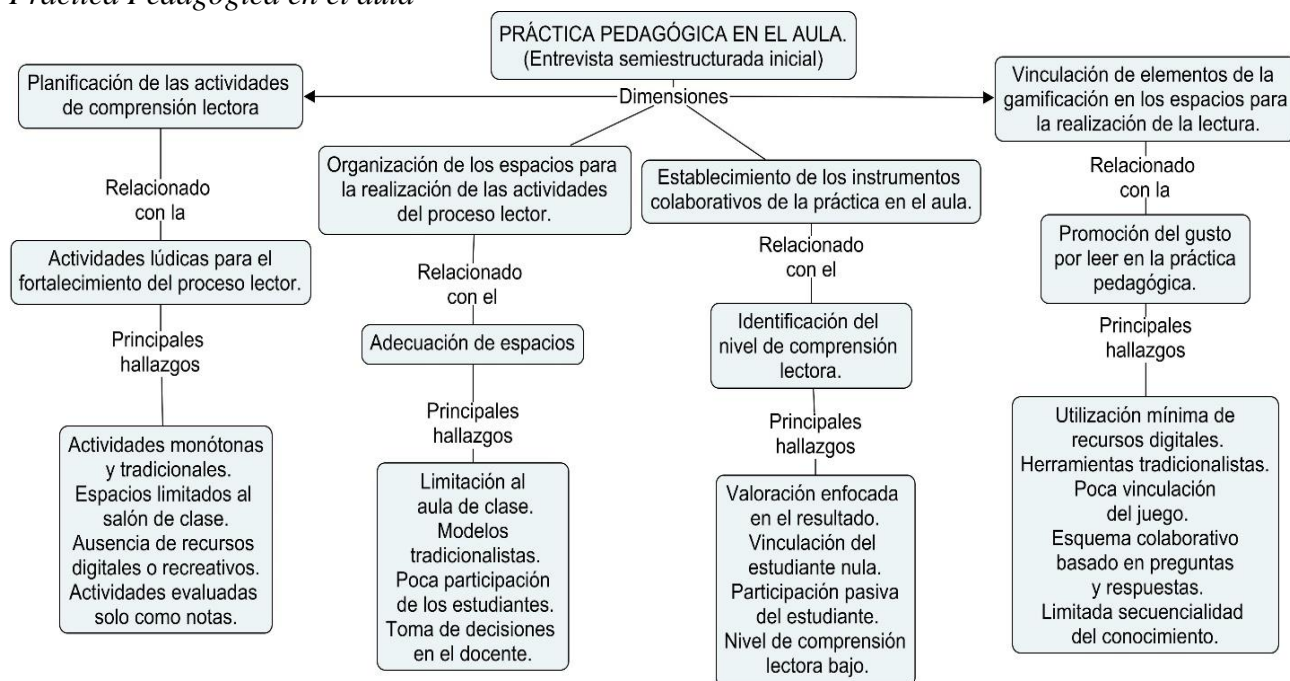 Práctica Pedagógica en el aula
PRÁCTICA PEDAGÓGICA EN EL AULA.
(Entrevista semiestructurada inicial)
Dimensiones
Planificación de las actividades
de comprensión lectora
Relacionado
con la
Actividades lúdicas para el
fortalecimiento del proceso lector.
Principales
hallazgos
Actividades monótonas
y tradicionales.
Espacios limitados al
salón de clase.
Ausencia de recursos
digitales o recreativos.
Actividades evaluadas
solo como notas.
Organización de los espacios para
la realización de las actividades
del proceso lector.
Relacionado
con el
Adecuación de espacios
Principales
hallazgos
Limitación al
aula de clase.
Modelos
tradicionalistas.
Poca participación
de los estudiantes.
Toma de decisiones
en el docente.
Establecimiento de los instrumentos
colaborativos de la práctica en el aula.
Relacionado
con el
Identificación del
nivel de comprensión
lectora.
Principales
hallazgos
Valoración enfocada
en el resultado.
Vinculación del
estudiante nula.
Participación pasiva
del estudiante.
Nivel de comprensión
lectora bajo.
Vinculación de elementos de la
gamificación en los espacios para
la realización de la lectura.
Relacionado
con la
Promoción del gusto
por leer en la práctica
pedagógica.
Principales
hallazgos
Utilización mínima de
recursos digitales.
Herramientas tradicionalistas.
Poca vinculación
del juego.
Esquema colaborativo
basado en preguntas
y respuestas.
Limitada secuencialidad
del conocimiento.